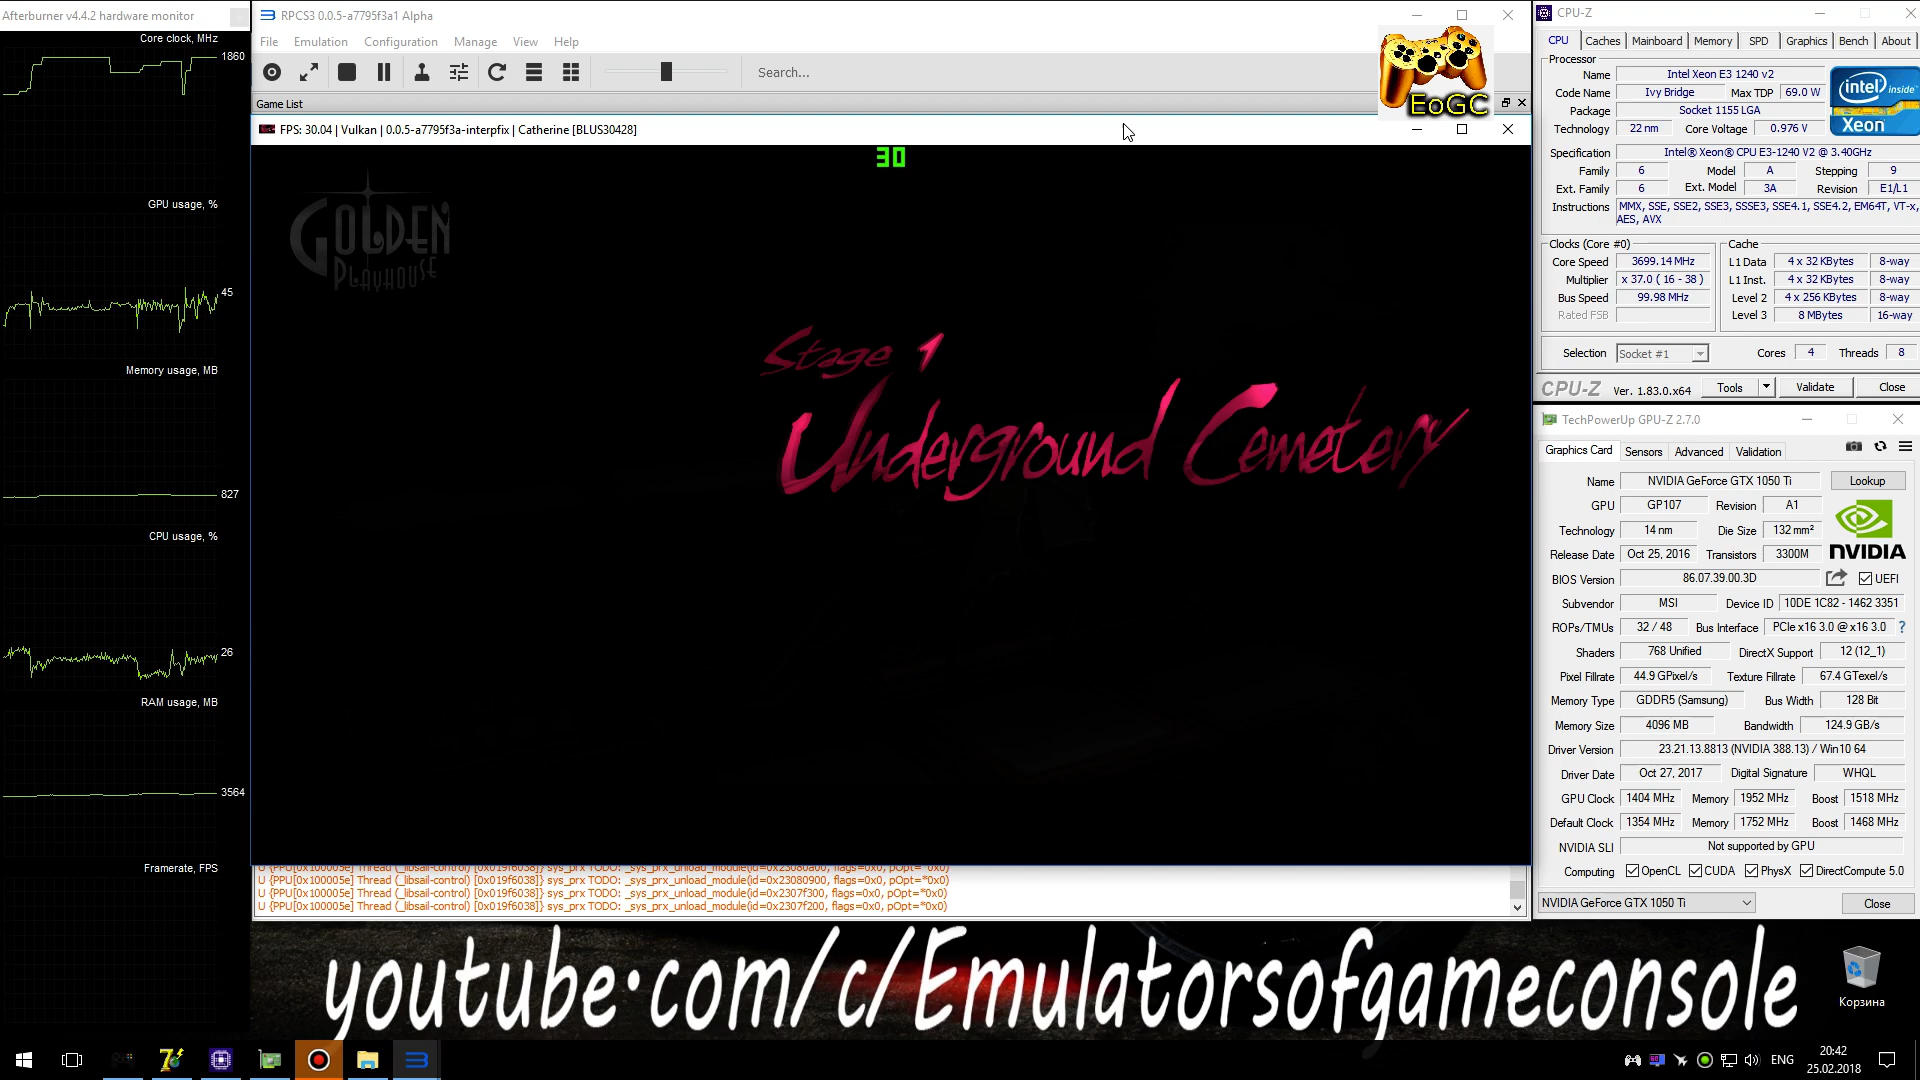 Afterburner v4.4.2 hardware monitor
Core clock, MHz
1860
GPU usage, %
45
Memory usage, MB
827
CPU usage, %
26
RAM usage, MB
3564
Framerate, FPS
RPCS3 0.0.5-a7795f3a1 Alpha
File Emulation Configuration Manage View Help
Search...
EoGC
Game List
FPS: 30.04 | Vulkan | 0.0.5-a7795f3a-interpfix | Catherine [BLUS30428]
30
GOLDEN
PLAYHOUSE
Stage 1
Underground Cemetery
U {PPU[0x100005e] Thread (_libsail-control) [0x019f6038]} sys_prx TODO: _sys_prx_unload_module(id=0x23080a00, flags=0x0, pOpt=*0x0)
U {PPU[0x100005e] Thread (_libsail-control) [0x019f6038]} sys_prx TODO: _sys_prx_unload_module(id=0x23080900, flags=0x0, pOpt=*0x0)
U {PPU[0x100005e] Thread (_libsail-control) [0x019f6038]} sys_prx TODO: _sys_prx_unload_module(id=0x2307f300, flags=0x0, pOpt=*0x0)
U {PPU[0x100005e] Thread (_libsail-control) [0x019f6038]} sys_prx TODO: _sys_prx_unload_module(id=0x2307f200, flags=0x0, pOpt=*0x0)
CPU-Z
CPU Caches Mainboard Memory SPD Graphics Bench About
Processor
Name Intel Xeon E3 1240 v2
Code Name Ivy Bridge Max TDP 69.0 W
Package Socket 1155 LGA
Technology 22 nm Core Voltage 0.976 V
intel inside
Xeon
Specification Intel® Xeon® CPU E3-1240 V2 @ 3.40GHz
Family 6 Model A Stepping 9
Ext. Family 6 Ext. Model 3A Revision E1/L1
Instructions MMX, SSE, SSE2, SSE3, SSSE3, SSE4.1, SSE4.2, EM64T, VT-x,
AES, AVX
Clocks (Core #0) Cache
Core Speed 3699.14 MHz L1 Data 4 x 32 KBytes 8-way
Multiplier x 37.0 ( 16 - 38 ) L1 Inst. 4 x 32 KBytes 8-way
Bus Speed 99.98 MHz Level 2 4 x 256 KBytes 8-way
Rated FSB Level 3 8 MBytes 16-way
Selection Socket #1 Cores 4 Threads 8
CPU-Z Ver. 1.83.0.x64 Tools Validate Close
TechPowerUp GPU-Z 2.7.0
Graphics Card Sensors Advanced Validation
Name NVIDIA GeForce GTX 1050 Ti Lookup
GPU GP107 Revision A1
Technology 14 nm Die Size 132 mm²
Release Date Oct 25, 2016 Transistors 3300M
NVIDIA
BIOS Version 86.07.39.00.3D UEFI
Subvendor MSI Device ID 10DE 1C82 - 1462 3351
ROPs/TMUs 32 / 48 Bus Interface PCIe x16 3.0 @ x16 3.0 ?
Shaders 768 Unified DirectX Support 12 (12_1)
Pixel Fillrate 44.9 GPixel/s Texture Fillrate 67.4 GTexel/s
Memory Type GDDR5 (Samsung) Bus Width 128 Bit
Memory Size 4096 MB Bandwidth 124.9 GB/s
Driver Version 23.21.13.8813 (NVIDIA 388.13) / Win10 64
Driver Date Oct 27, 2017 Digital Signature WHQL
GPU Clock 1404 MHz Memory 1952 MHz Boost 1518 MHz
Default Clock 1354 MHz Memory 1752 MHz Boost 1468 MHz
NVIDIA SLI Not supported by GPU
Computing OpenCL CUDA PhysX DirectCompute 5.0
NVIDIA GeForce GTX 1050 Ti Close
youtube.com/c/Emulatorsofgameconsole
Корзина
ENG
20:42
25.02.2018